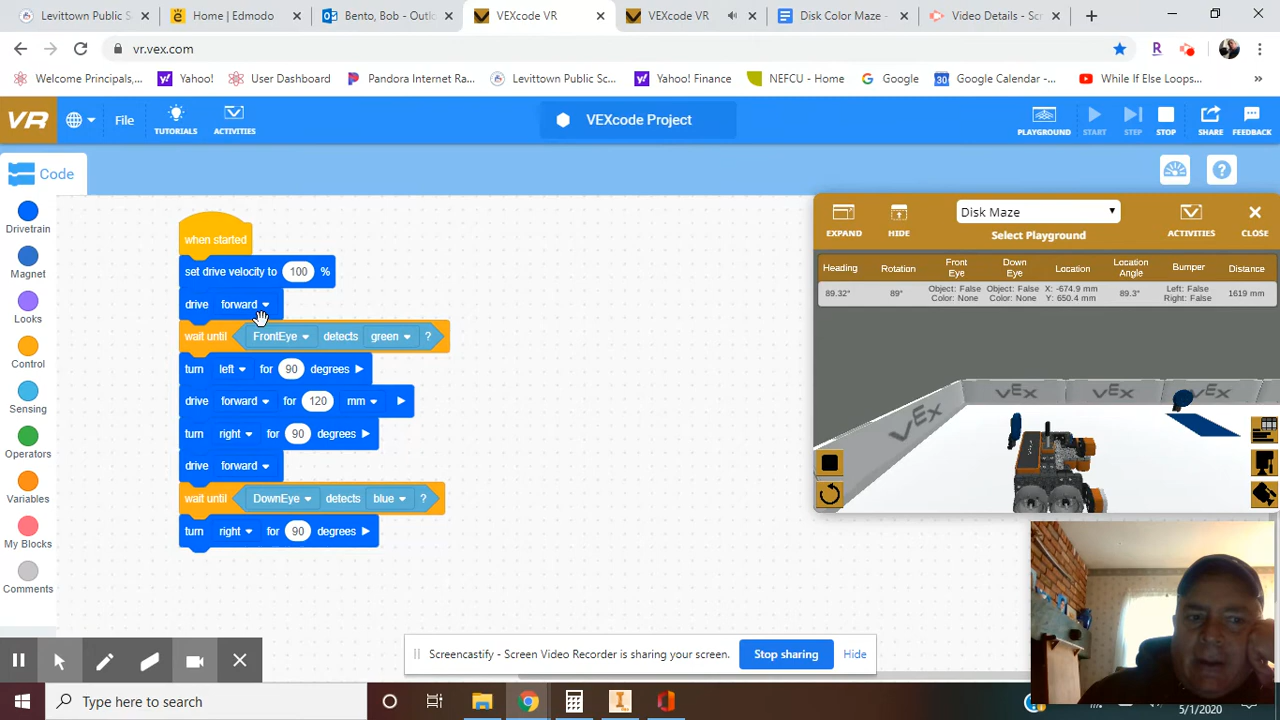 Levittown Public Sc
Home | Edmodo
Bento, Bob - Outlo
VEXcode VR
VEXcode VR
Disk Color Maze -
Video Details - Scr
vr.vex.com
Welcome Principals,...
Yahoo!
User Dashboard
Pandora Internet Ra...
Levittown Public Sc...
Yahoo! Finance
NEFCU - Home
Google
Google Calendar -...
While If Else Loops...
VR
File
TUTORIALS
ACTIVITIES
VEXcode Project
PLAYGROUND
START
STEP
STOP
SHARE
FEEDBACK
Code
Drivetrain
Magnet
Looks
Control
Sensing
Operators
Variables
My Blocks
Comments
when started
set drive velocity to 100 %
drive forward
wait until FrontEye detects green ?
turn left for 90 degrees
drive forward for 120 mm
turn right for 90 degrees
drive forward
wait until DownEye detects blue ?
turn right for 90 degrees
EXPAND
HIDE
Disk Maze
Select Playground
ACTIVITIES
CLOSE
Heading Rotation Front Eye Down Eye Location Location Angle Bumper Distance
89.32° 89° Object: False Color: None Object: False Color: None X: -674.9 mm Y: 650.4 mm 89.3° Left: False Right: False 1619 mm
VEX
VEX
VEX
VEX
Screencastify - Screen Video Recorder is sharing your screen.
Stop sharing
Hide
Type here to search
5/1/2020